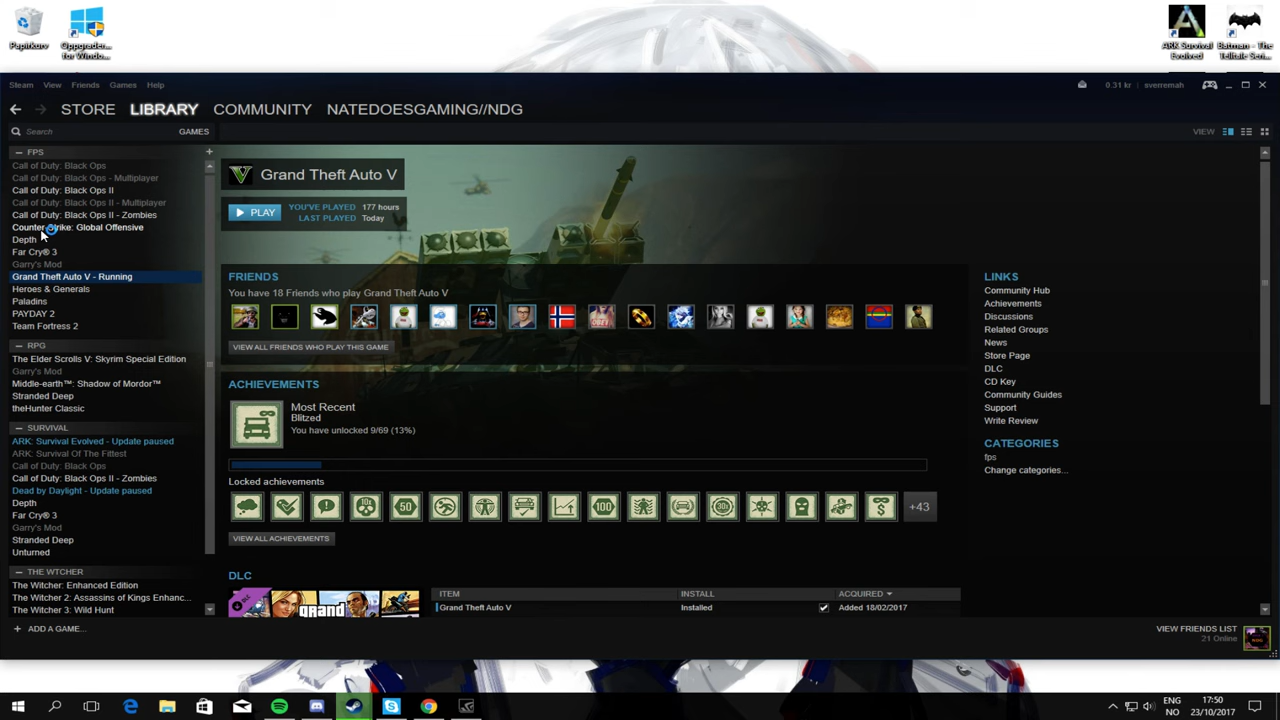 Papirkurv
Oppgrader...
for Windo...
ARK Survival
Evolved
Batman - The
Telltale Seri...
Steam View Friends Games Help
0.31 kr sverremah
STORE LIBRARY COMMUNITY NATEDOESGAMING//NDG
Search GAMES
VIEW
— FPS +
Call of Duty: Black Ops
Call of Duty: Black Ops - Multiplayer
Call of Duty: Black Ops II
Call of Duty: Black Ops II - Multiplayer
Call of Duty: Black Ops II - Zombies
Counter-Strike: Global Offensive
Depth
Far Cry® 3
Garry's Mod
Grand Theft Auto V - Running
Heroes & Generals
Paladins
PAYDAY 2
Team Fortress 2
— RPG
The Elder Scrolls V: Skyrim Special Edition
Garry's Mod
Middle-earth™: Shadow of Mordor™
Stranded Deep
theHunter Classic
— SURVIVAL
ARK: Survival Evolved - Update paused
ARK: Survival Of The Fittest
Call of Duty: Black Ops
Call of Duty: Black Ops II - Zombies
Dead by Daylight - Update paused
Depth
Far Cry® 3
Garry's Mod
Stranded Deep
Unturned
— THE WTCHER
The Witcher: Enhanced Edition
The Witcher 2: Assassins of Kings Enhanc...
The Witcher 3: Wild Hunt
+ ADD A GAME...
Grand Theft Auto V
PLAY
YOU'VE PLAYED 177 hours
LAST PLAYED Today
FRIENDS
You have 18 Friends who play Grand Theft Auto V
OBEY
VIEW ALL FRIENDS WHO PLAY THIS GAME
ACHIEVEMENTS
Most Recent
Blitzed
You have unlocked 9/69 (13%)
Locked achievements
10x
50
100
30x
+43
VIEW ALL ACHIEVEMENTS
DLC
grand
ITEM INSTALL ACQUIRED
Grand Theft Auto V Installed Added 18/02/2017
LINKS
Community Hub
Achievements
Discussions
Related Groups
News
Store Page
DLC
CD Key
Community Guides
Support
Write Review
CATEGORIES
fps
Change categories...
VIEW FRIENDS LIST
21 Online
NDG
ENG
NO
17:50
23/10/2017